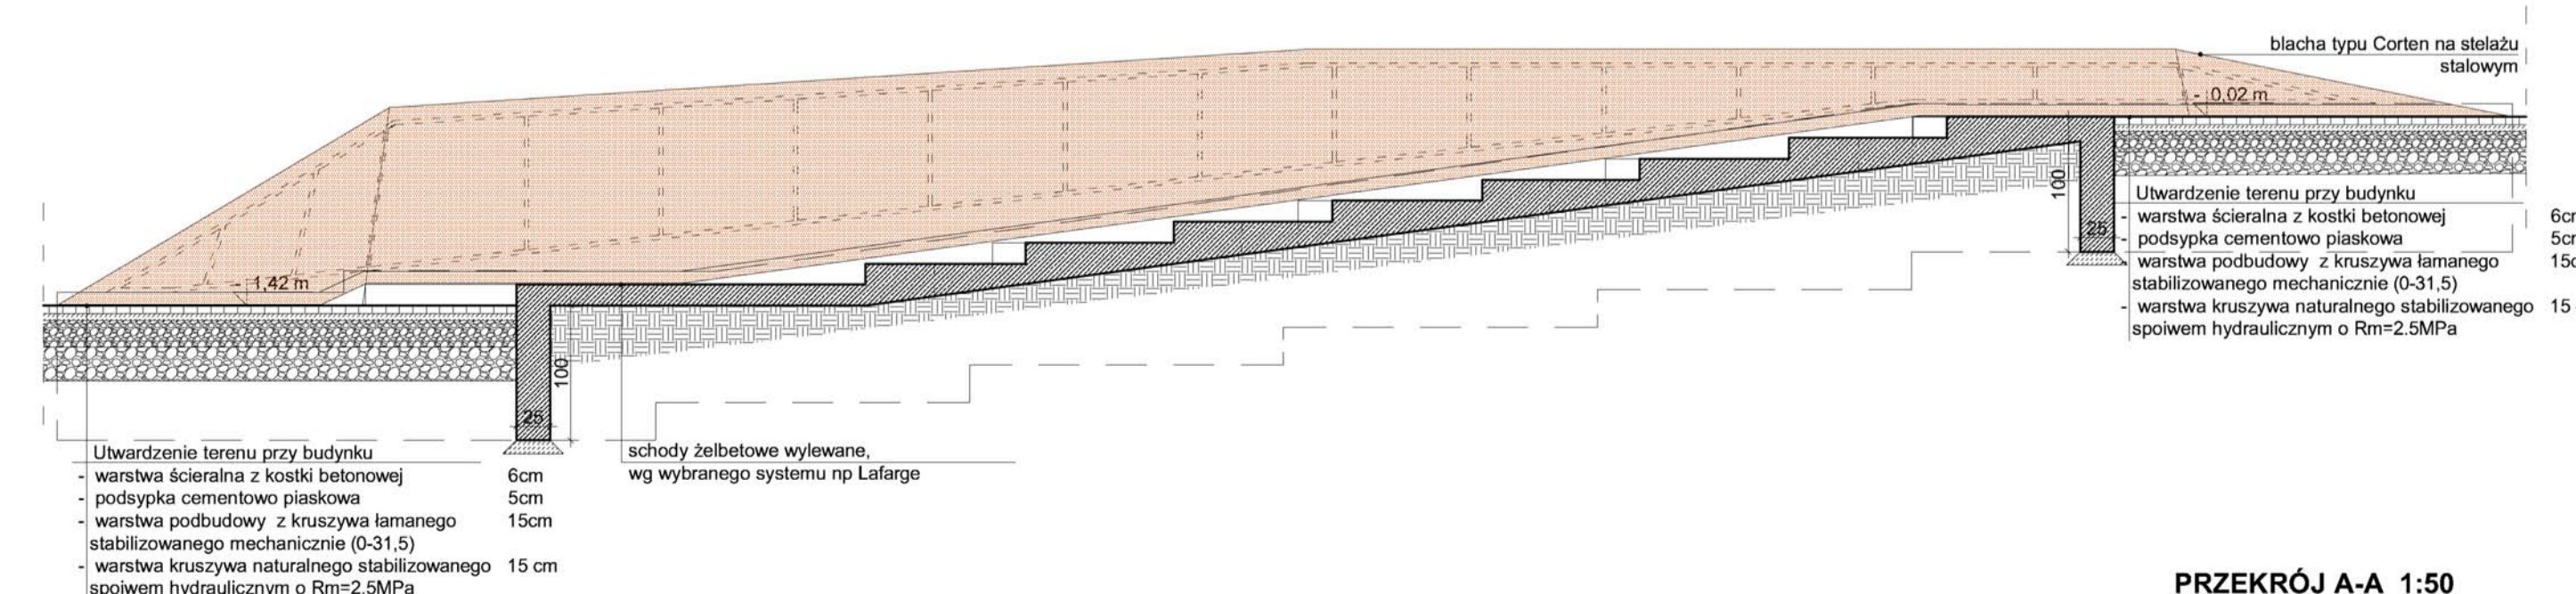 blacha typu Corten na stelażu
stalowym
- 0,02 m
- 1,42 m
100
25
Utwardzenie terenu przy budynku
- warstwa ścieralna z kostki betonowej 6cm
- podsypka cementowo piaskowa 5cm
- warstwa podbudowy z kruszywa łamanego 15cm
stabilizowanego mechanicznie (0-31,5)
- warstwa kruszywa naturalnego stabilizowanego 15 cm
spoiwem hydraulicznym o Rm=2.5MPa
schody żelbetowe wylewane,
wg wybranego systemu np Lafarge
100
25
Utwardzenie terenu przy budynku
- warstwa ścieralna z kostki betonowej 6c
- podsypka cementowo piaskowa 5c
- warstwa podbudowy z kruszywa łamanego 15
stabilizowanego mechanicznie (0-31,5)
- warstwa kruszywa naturalnego stabilizowanego 15
spoiwem hydraulicznym o Rm=2.5MPa
PRZEKRÓJ A-A 1:50